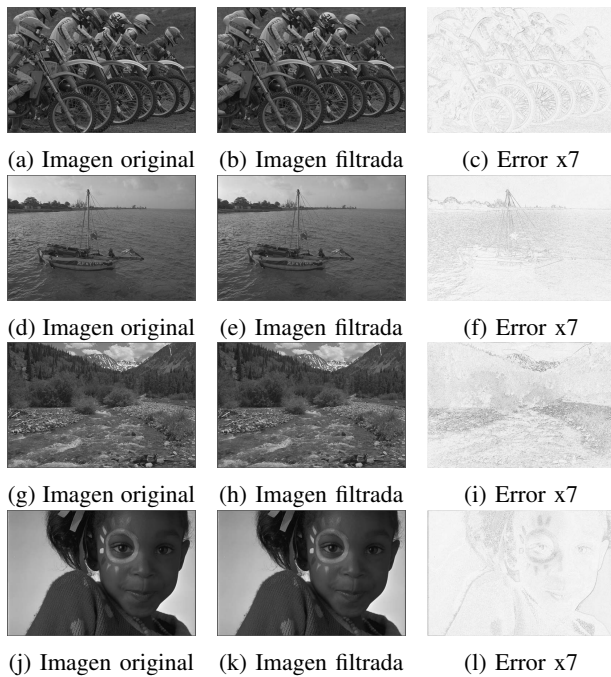 (a) Imagen original (b) Imagen filtrada (c) Error x7
(d) Imagen original (e) Imagen filtrada (f) Error x7
(g) Imagen original (h) Imagen filtrada (i) Error x7
(j) Imagen original (k) Imagen filtrada (l) Error x7